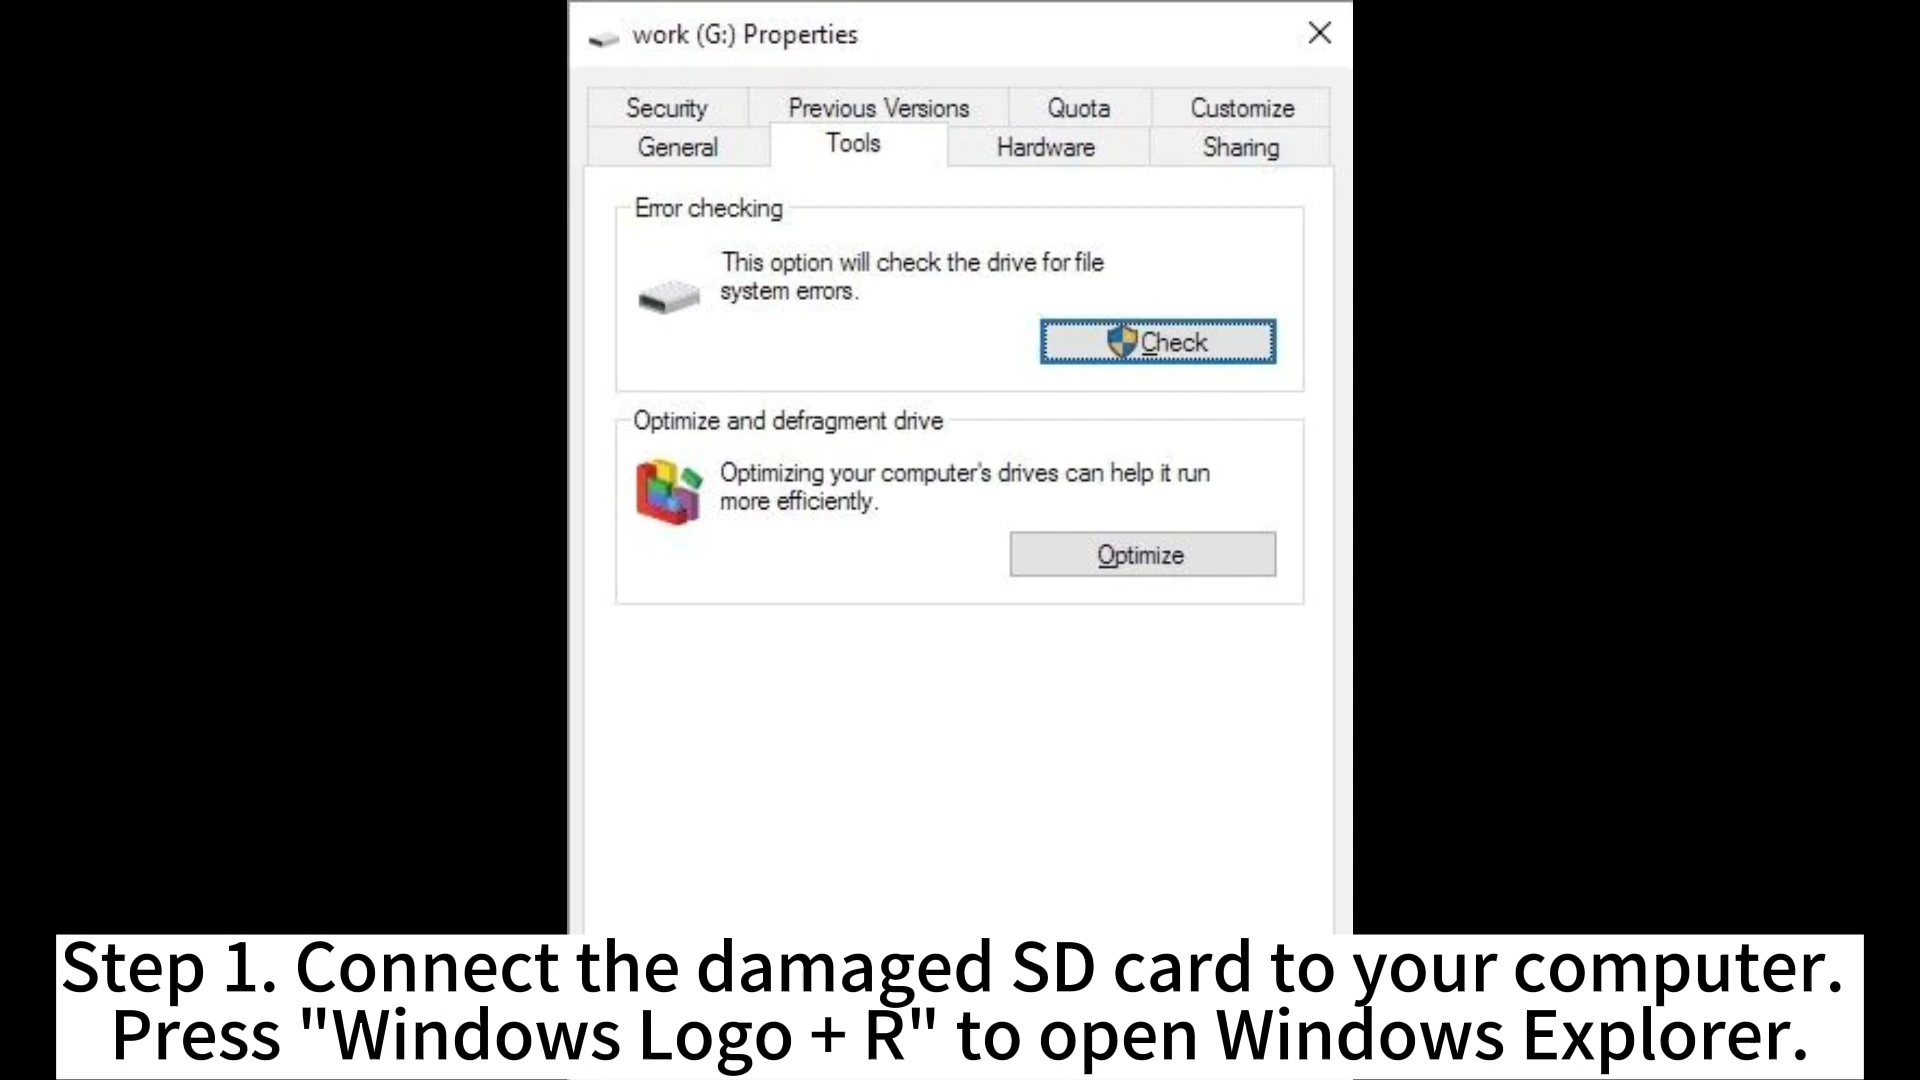 work (G:) Properties
Security Previous Versions Quota Customize
General Tools Hardware Sharing
Error checking
This option will check the drive for file
system errors.
Check
Optimize and defragment drive
Optimizing your computer's drives can help it run
more efficiently.
Optimize
Step 1. Connect the damaged SD card to your computer.
Press "Windows Logo + R" to open Windows Explorer.